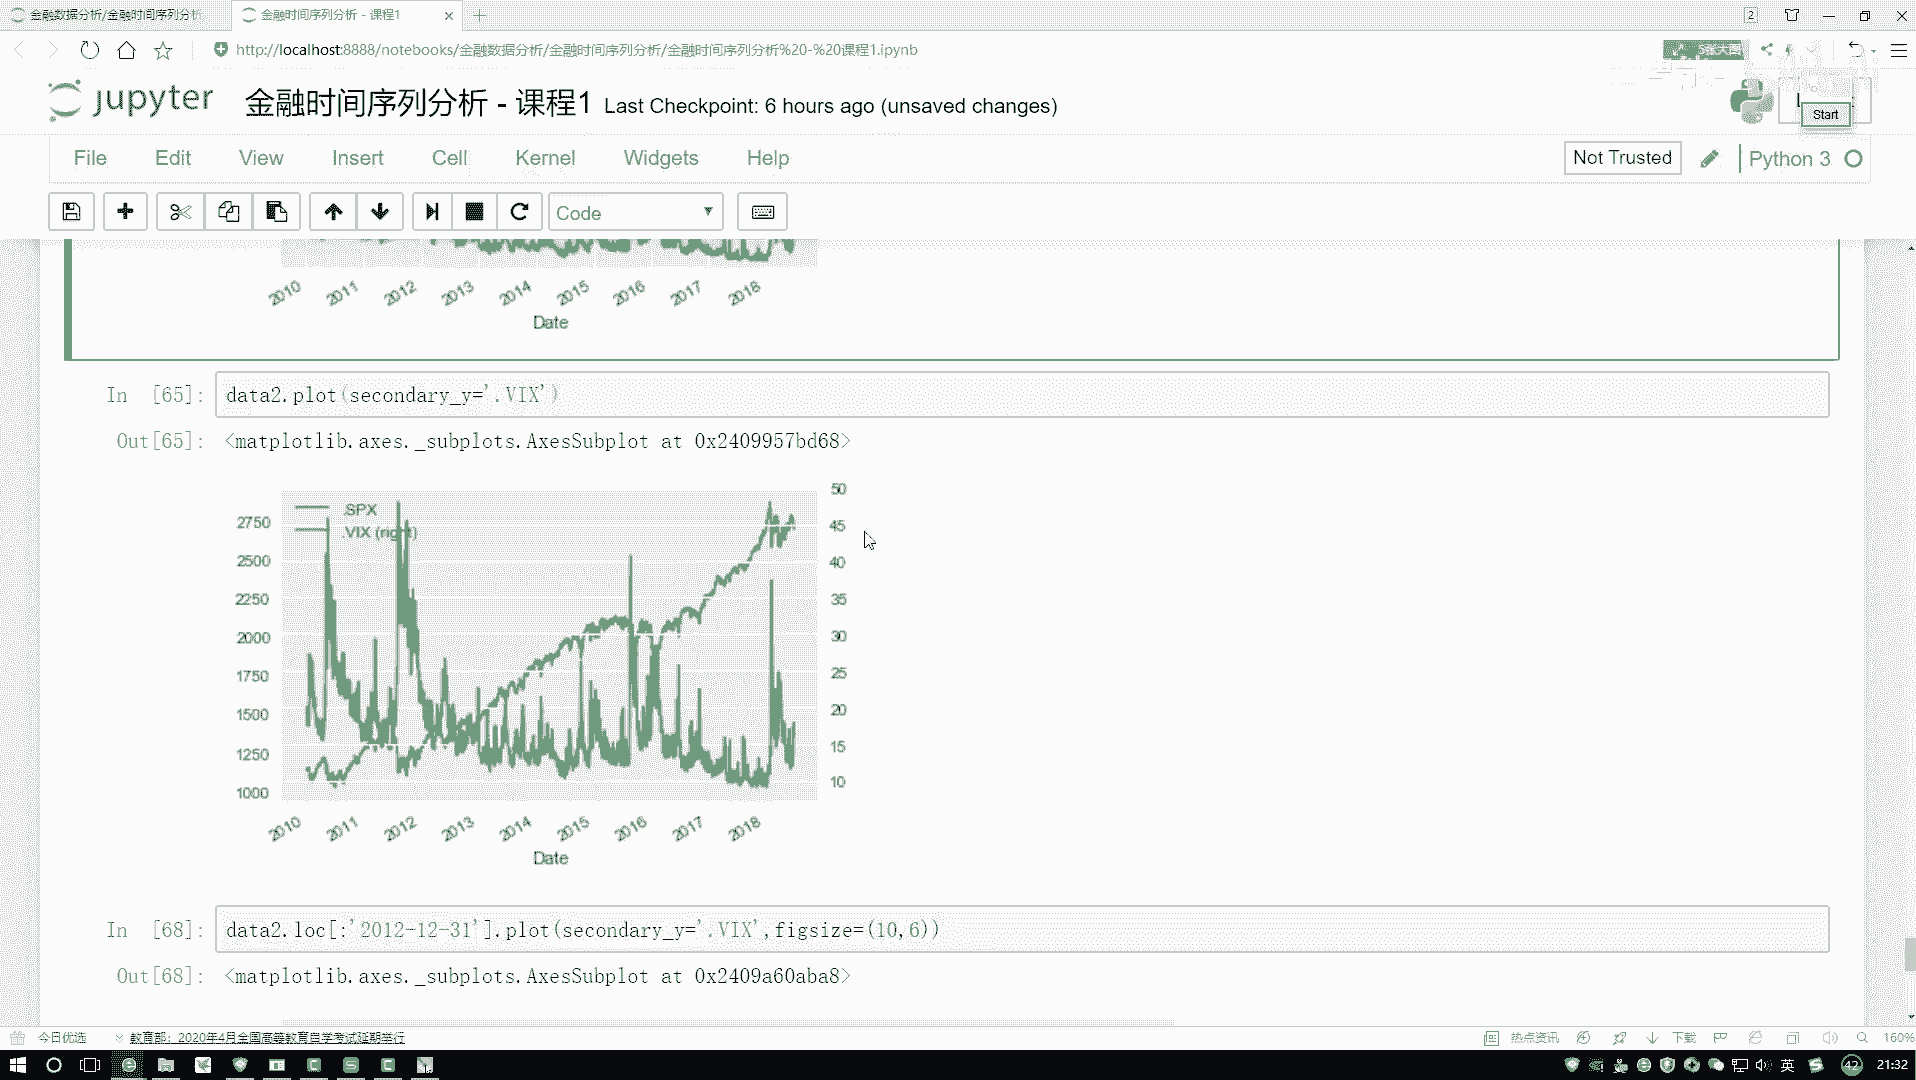 金融数据分析/金融时间序列分析
金融时间序列分析 - 课程1
2
http://localhost:8888/notebooks/金融数据分析/金融时间序列分析/金融时间序列分析%20-%20课程1.ipynb
5张大图
jupyter 金融时间序列分析 - 课程1 Last Checkpoint: 6 hours ago (unsaved changes)
Start
File Edit View Insert Cell Kernel Widgets Help
Not Trusted
Python 3
Code
2010 2011 2012 2013 2014 2015 2016 2017 2018
Date
In [65]: data2.plot(secondary_y='.VIX')
Out[65]: <matplotlib.axes._subplots.AxesSubplot at 0x2409957bd68>
.SPX
.VIX (right)
2750
2500
2250
2000
1750
1500
1250
1000
50
45
40
35
30
25
20
15
10
2010 2011 2012 2013 2014 2015 2016 2017 2018
Date
In [68]: data2.loc[:'2012-12-31'].plot(secondary_y='.VIX',figsize=(10,6))
Out[68]: <matplotlib.axes._subplots.AxesSubplot at 0x2409a60aba8>
今日优选
教育部：2020年4月全国高等教育自学考试延期举行
热点资讯
下载
160%
英
42
21:32